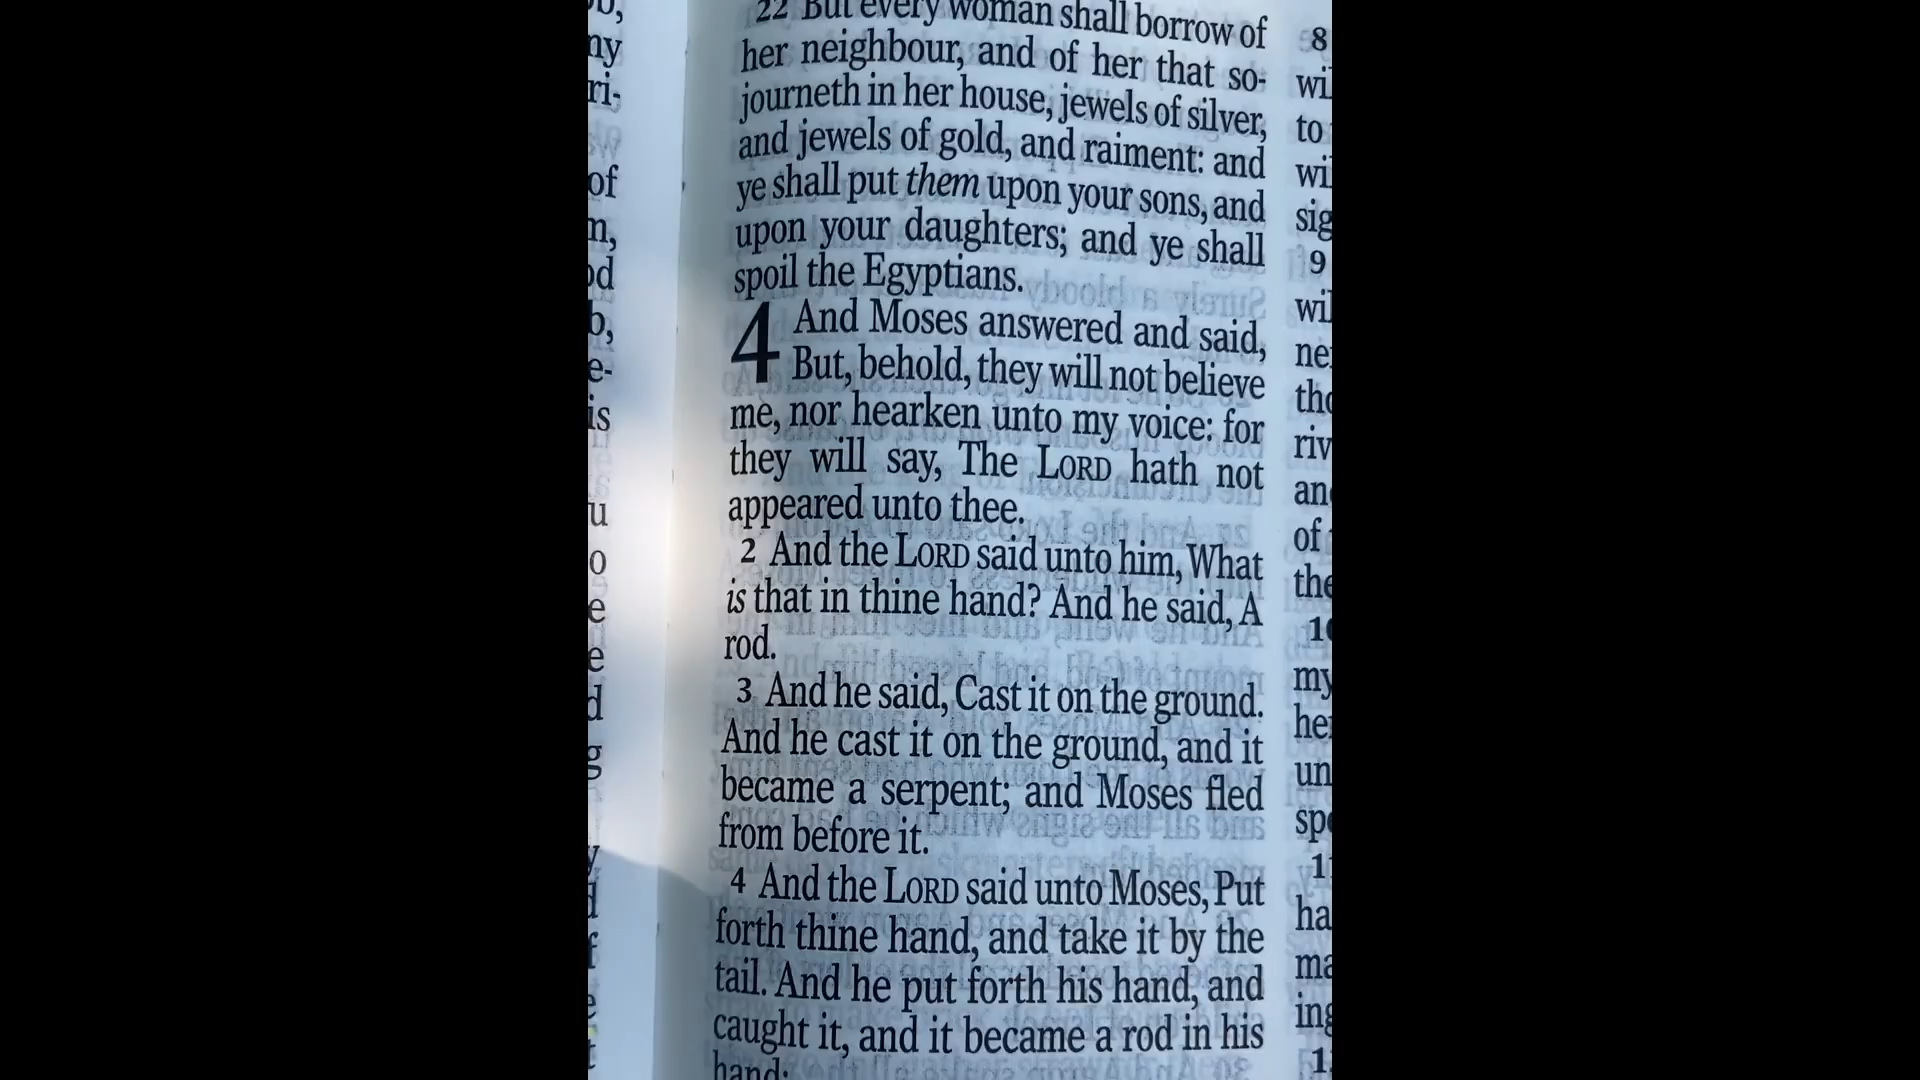 22 But every woman shall borrow of
her neighbour, and of her that so-
journeth in her house, jewels of silver,
and jewels of gold, and raiment: and
ye shall put them upon your sons, and
upon your daughters; and ye shall
spoil the Egyptians.
4 And Moses answered and said,
But, behold, they will not believe
me, nor hearken unto my voice: for
they will say, The LORD hath not
appeared unto thee.
2 And the LORD said unto him, What
is that in thine hand? And he said, A
rod.
3 And he said, Cast it on the ground.
And he cast it on the ground, and it
became a serpent; and Moses fled
from before it.
4 And the LORD said unto Moses, Put
forth thine hand, and take it by the
tail. And he put forth his hand, and
caught it, and it became a rod in his
hand: